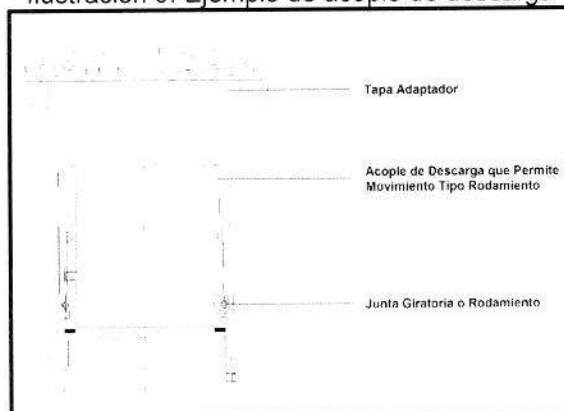 Ilustración 6. Ejemplo de acople de descarga
Tapa Adaptador
Acople de Descarga que Permite
Movimiento Tipo Rodamiento
Junta Giratoria o Rodamiento